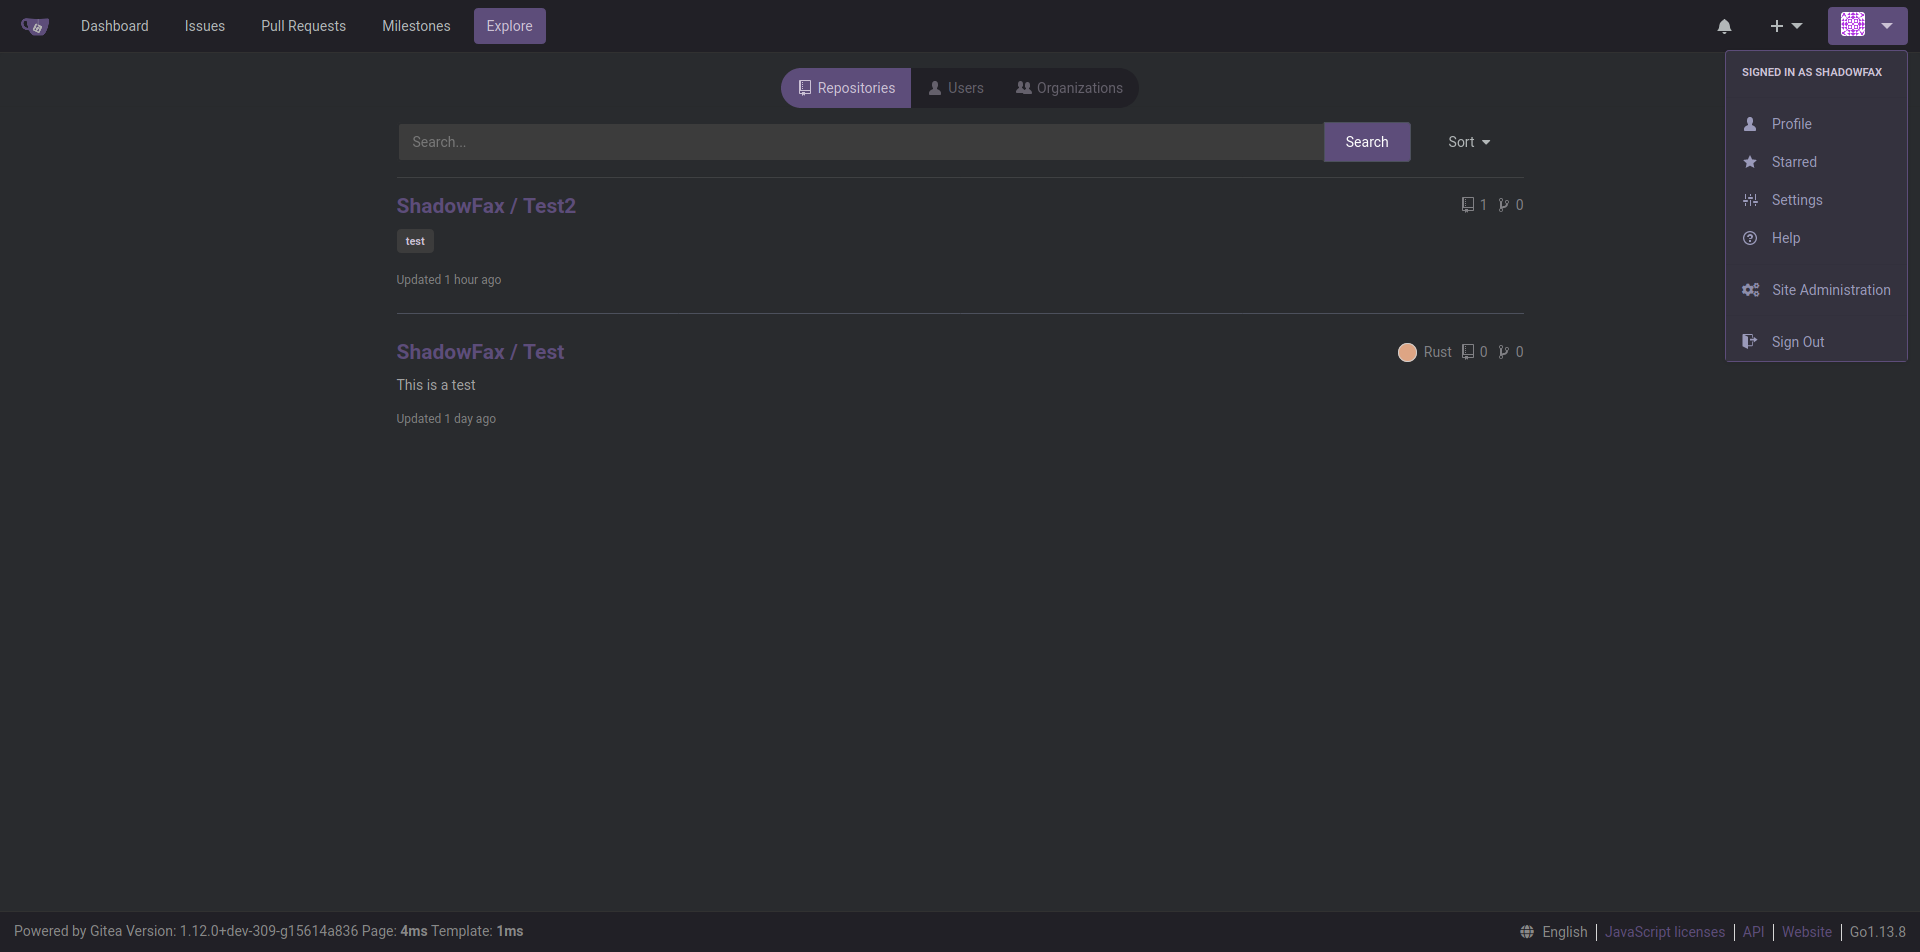 Dashboard Issues Pull Requests Milestones Explore
SIGNED IN AS SHADOWFAX
Profile
Starred
Settings
Help
Site Administration
Sign Out
Repositories Users Organizations
Search... Search Sort
ShadowFax / Test2 1 0
test
Updated 1 hour ago
ShadowFax / Test Rust 0 0
This is a test
Updated 1 day ago
Powered by Gitea Version: 1.12.0+dev-309-g15614a836 Page: 4ms Template: 1ms English JavaScript licenses API Website Go1.13.8